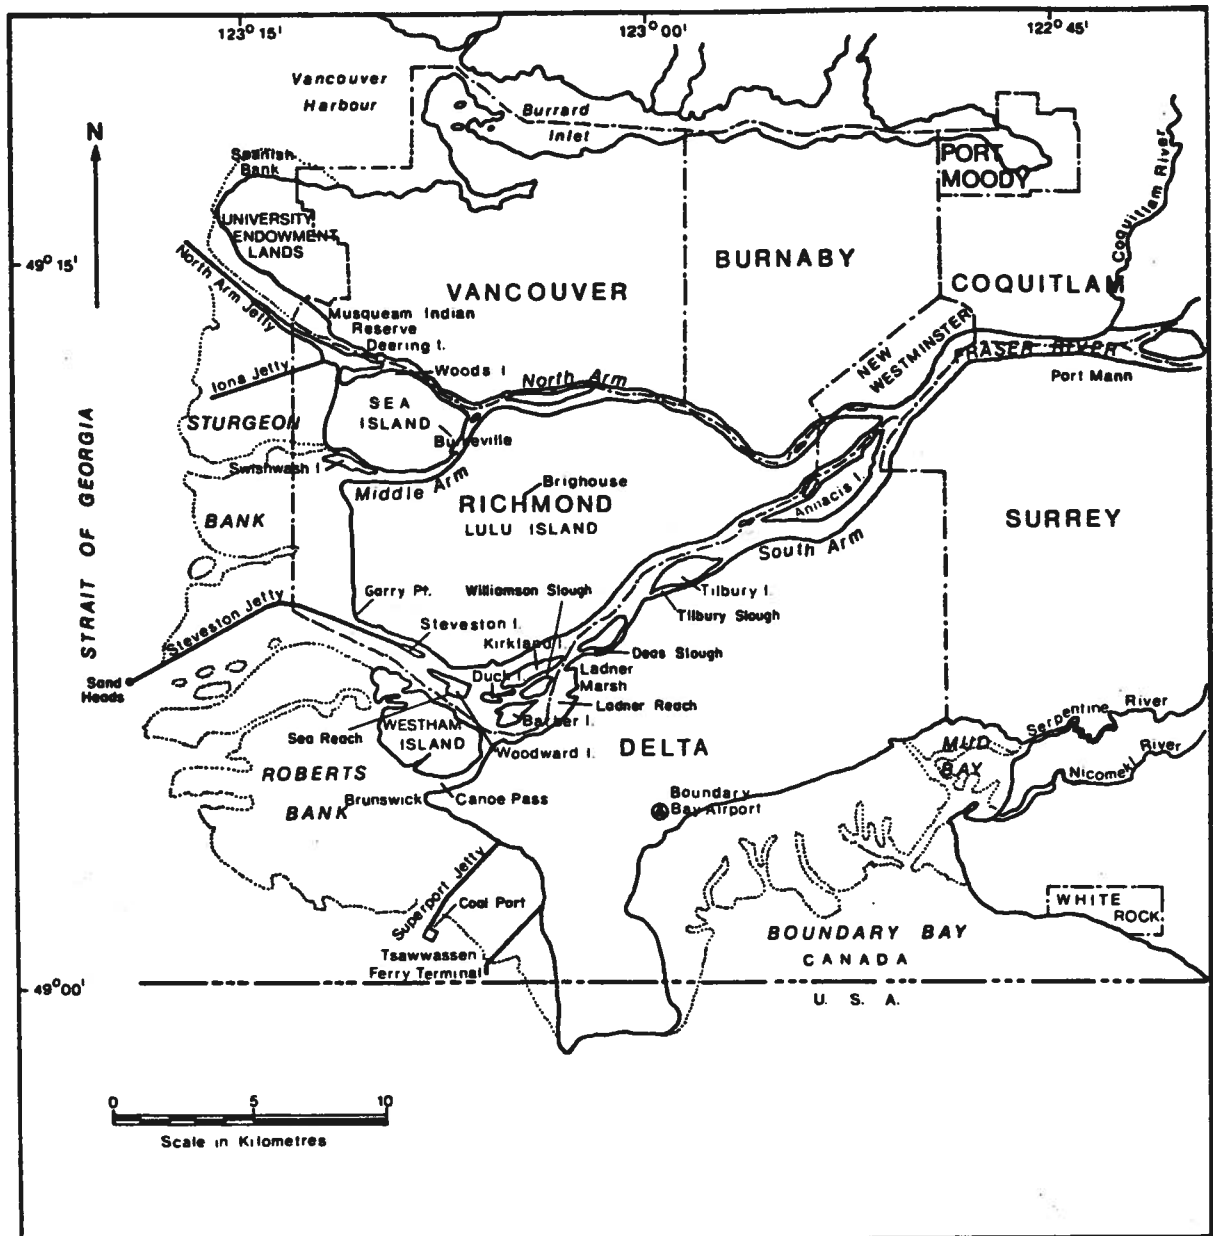 123° 15'
123° 00'
122° 45'
Vancouver
Harbour
Burrard
Inlet
N
Spanish
Bank
PORT
MOODY
Coquitlam River
UNIVERSITY
ENDOWMENT
LANDS
49° 15'
North Arm Jetty
BURNABY
COQUITLAM
VANCOUVER
Musqueam Indian
Reserve
Deering I.
NEW
WESTMINSTER
FRASER RIVER
Port Mann
Iona Jetty
Woods I
North Arm
SEA
ISLAND
STURGEON
Burkeville
Swishwash I
Middle Arm
Brighouse
RICHMOND
LULU ISLAND
Annacis I.
SURREY
BANK
STRAIT OF GEORGIA
South Arm
Garry Pt.
Williamson Slough
Tilbury I.
Tilbury Slough
Steveston Jetty
Steveston I.
Kirkland I.
Deas Slough
Sand
Heads
Duck I.
Ladner
Marsh
Ladner Reach
Barber I.
Sea Reach
WESTHAM
ISLAND
Woodward I.
DELTA
MUD
BAY
Serpentine River
Nicomekl River
ROBERTS
BANK
Brunswick
Canoe Pass
Boundary
Bay Airport
Superport Jetty
Coal Port
WHITE
ROCK
Tsawwassen
Ferry Terminal
BOUNDARY BAY
CANADA
49° 00'
U. S. A.
0 5 10
Scale in Kilometres